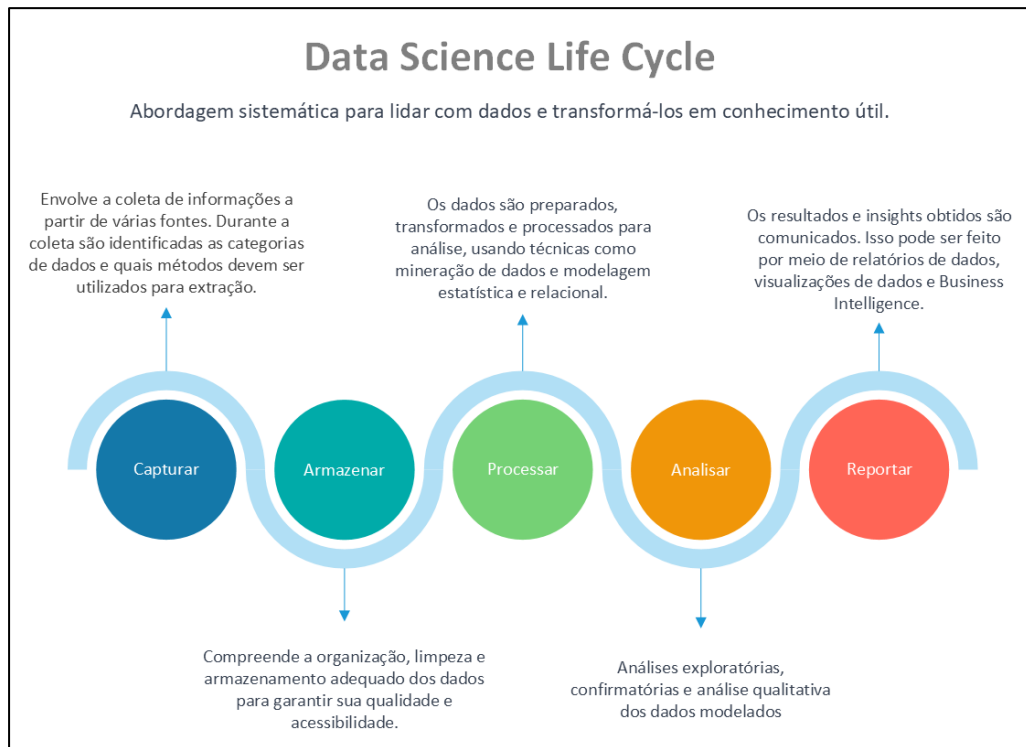 Data Science Life Cycle
Abordagem sistemática para lidar com dados e transformá-los em conhecimento útil.
Envolve a coleta de informações a
partir de várias fontes. Durante a
coleta são identificadas as categorias
de dados e quais métodos devem ser
utilizados para extração.
Os dados são preparados,
transformados e processados para
análise, usando técnicas como
mineração de dados e modelagem
estatística e relacional.
Os resultados e insights obtidos são
comunicados. Isso pode ser feito
por meio de relatórios de dados,
visualizações de dados e Business
Intelligence.
Capturar
Armazenar
Processar
Analisar
Reportar
Compreende a organização, limpeza e
armazenamento adequado dos dados
para garantir sua qualidade e
acessibilidade.
Análises exploratórias,
confirmatórias e análise qualitativa
dos dados modelados